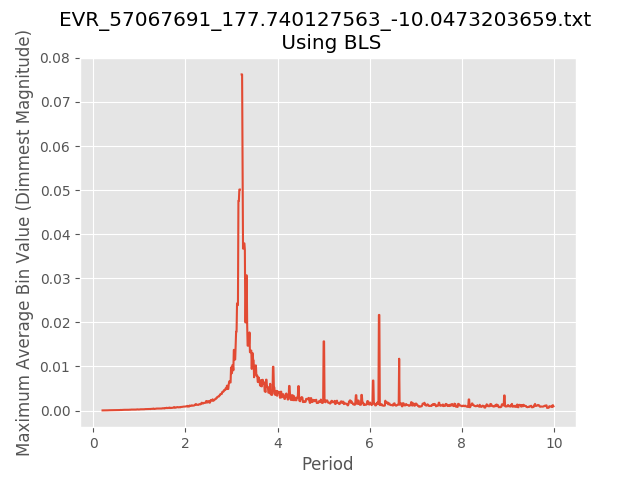 EVR_57067691_177.740127563_-10.0473203659.txt
Using BLS
Maximum Average Bin Value (Dimmest Magnitude)
0.08
0.07
0.06
0.05
0.04
0.03
0.02
0.01
0.00
0 2 4 6 8 10
Period